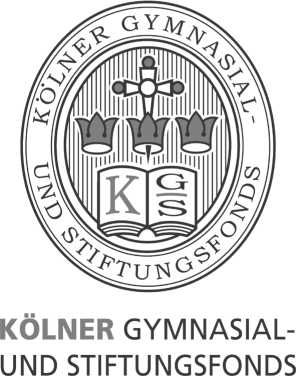 KÖLNER GYMNASIAL-
UND STIFTUNGSFONDS
K G
S
KÖLNER GYMNASIAL-
UND STIFTUNGSFONDS